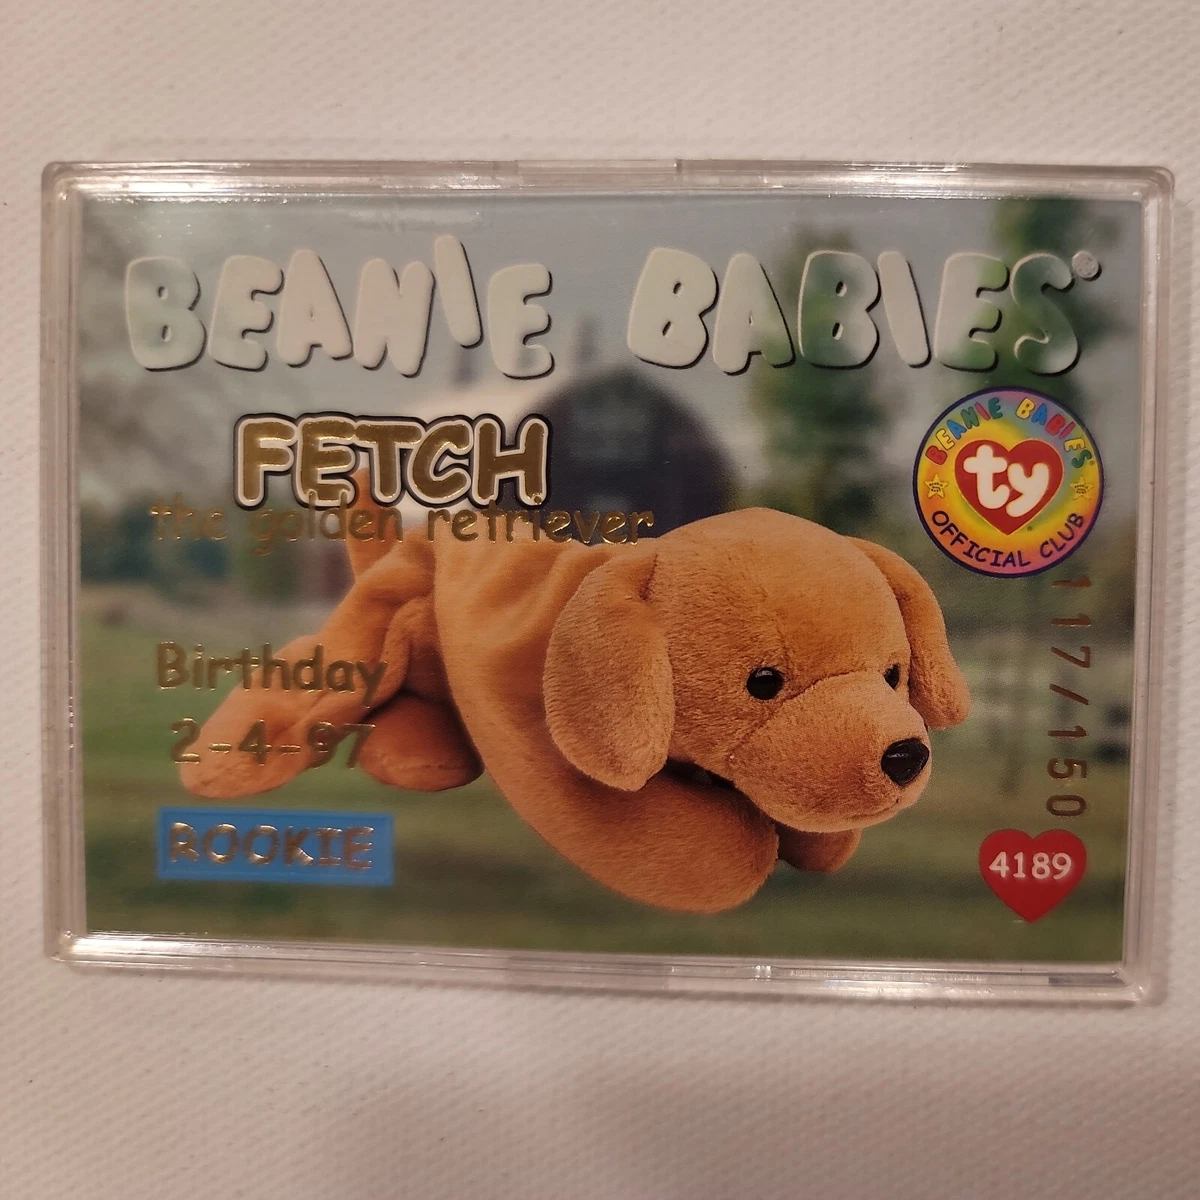 BEANIE BABIES®
FETCH
the golden retriever
BEANIE BABIES®
ty
OFFICIAL CLUB
Birthday
2-4-97
ROOKIE
117/150
4189